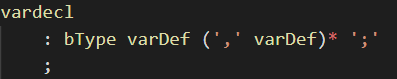 vardecl
    : bType varDef (',' varDef)* ';'
    ;